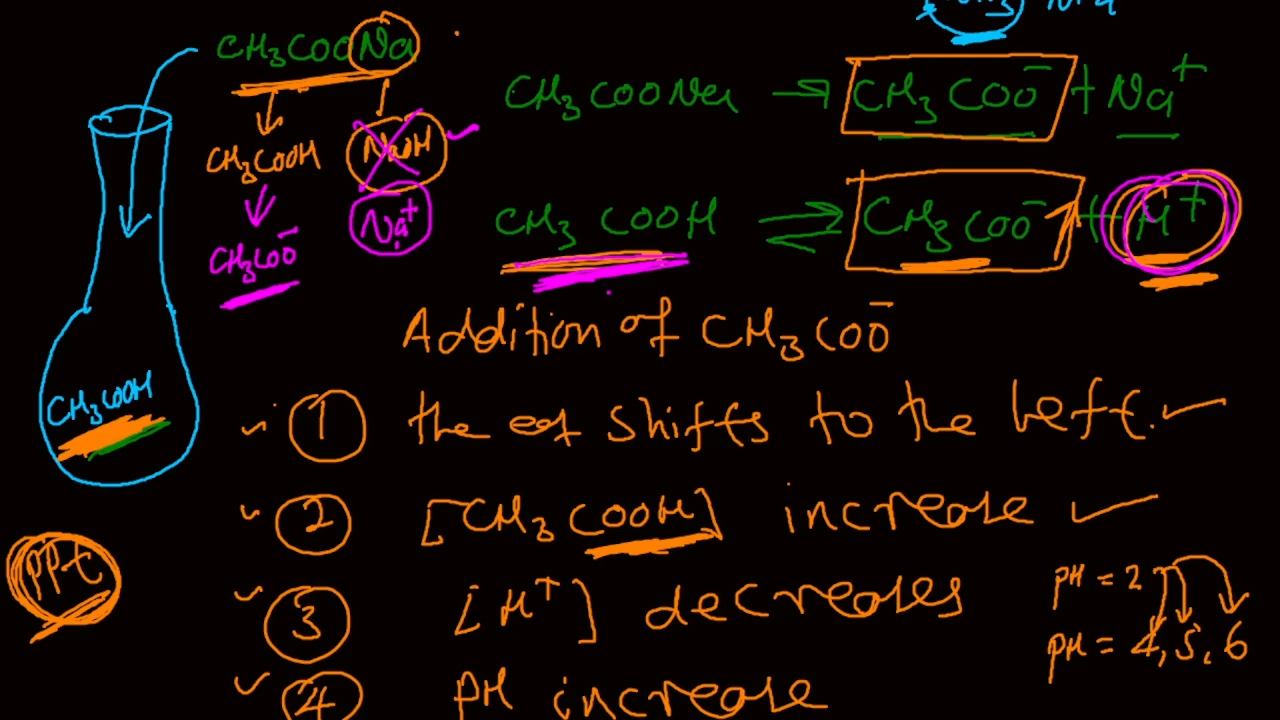 CH3COONa
CH3COONa → CH3COO⁻ + Na⁺
CH3COOH NaOH
Na⁺
CH3COOH ⇌ CH3COO⁻ + H⁺
CH3COO⁻
Addition of CH3COO⁻
CH3COOH
1 the eq shifts to the Left.
2 [CH3COOH] increase
PPt
3 [H⁺] decreases
PH = 2
PH = 4, 5, 6
4 PH increase